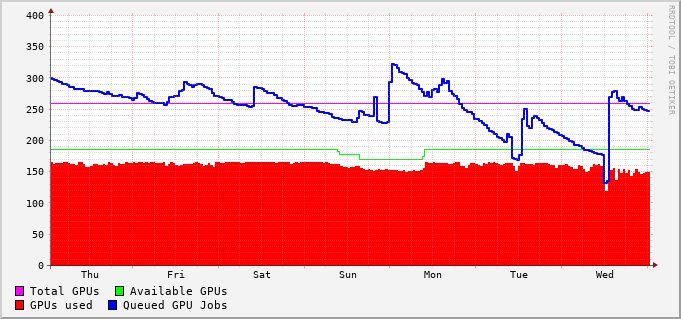 400
350
300
250
200
150
100
50
0
Thu Fri Sat Sun Mon Tue Wed
Total GPUs Available GPUs
GPUs used Queued GPU Jobs
RRDTOOL / TOBI OETIKER